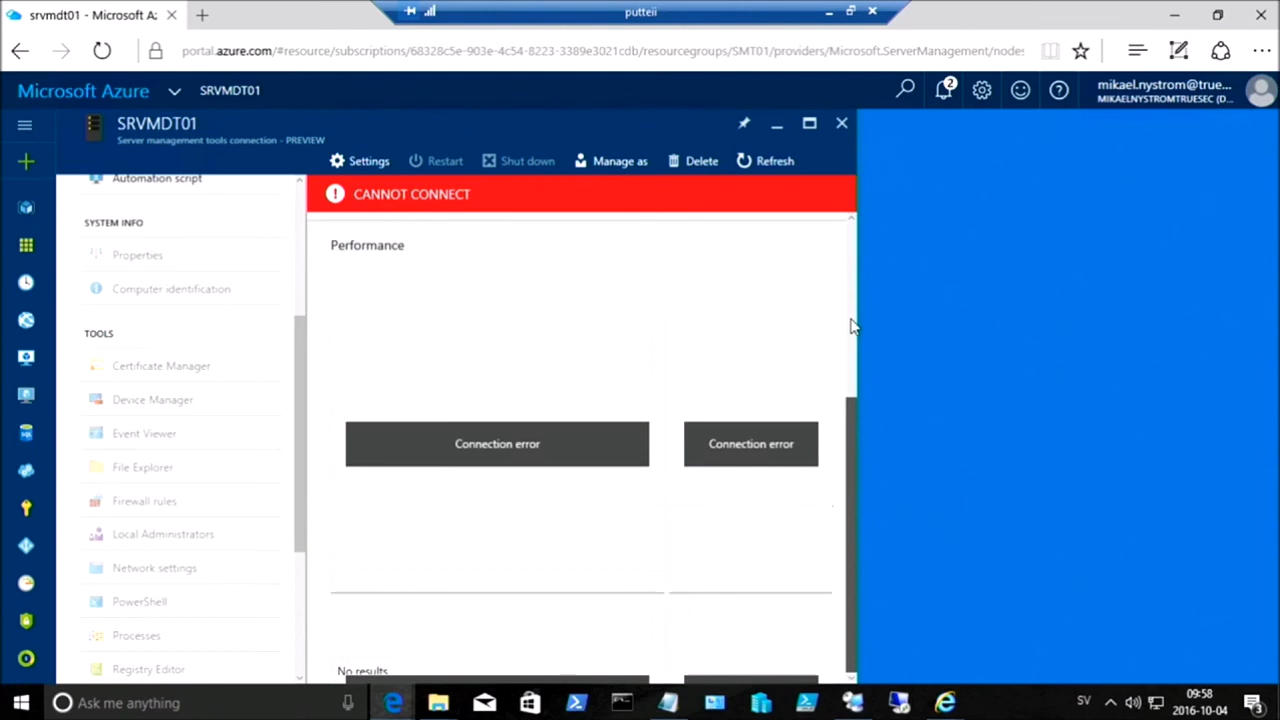 srvmdt01 - Microsoft Az
putteii
portal.azure.com/#resource/subscriptions/68328c5e-903e-4c54-8223-3389e3021cdb/resourcegroups/SMT01/providers/Microsoft.ServerManagement/nodes
Microsoft Azure
SRVMDT01
2
mikael.nystrom@true...
MIKAELNYSTROMTRUESEC (D...
SRVMDT01
Server management tools connection - PREVIEW
Settings
Restart
Shut down
Manage as
Delete
Refresh
Automation script
SYSTEM INFO
Properties
Computer identification
TOOLS
Certificate Manager
Device Manager
Event Viewer
File Explorer
Firewall rules
Local Administrators
Network settings
PowerShell
Processes
Registry Editor
CANNOT CONNECT
Performance
Connection error
Connection error
No results
Ask me anything
SV
09:58
2016-10-04
3